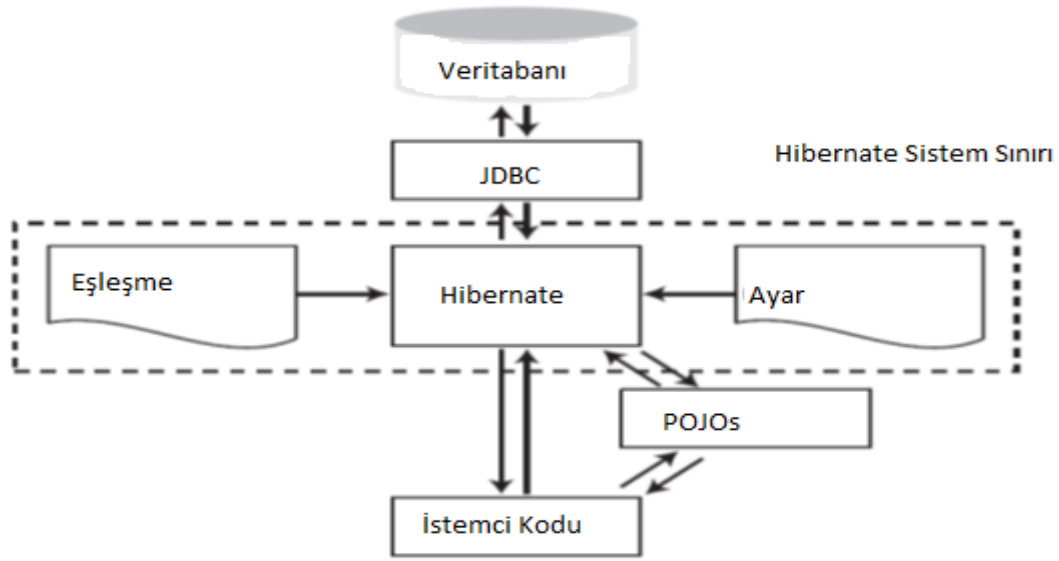 Veritabanı
JDBC
Hibernate Sistem Sınırı
Eşleşme
Hibernate
Ayar
POJOs
İstemci Kodu